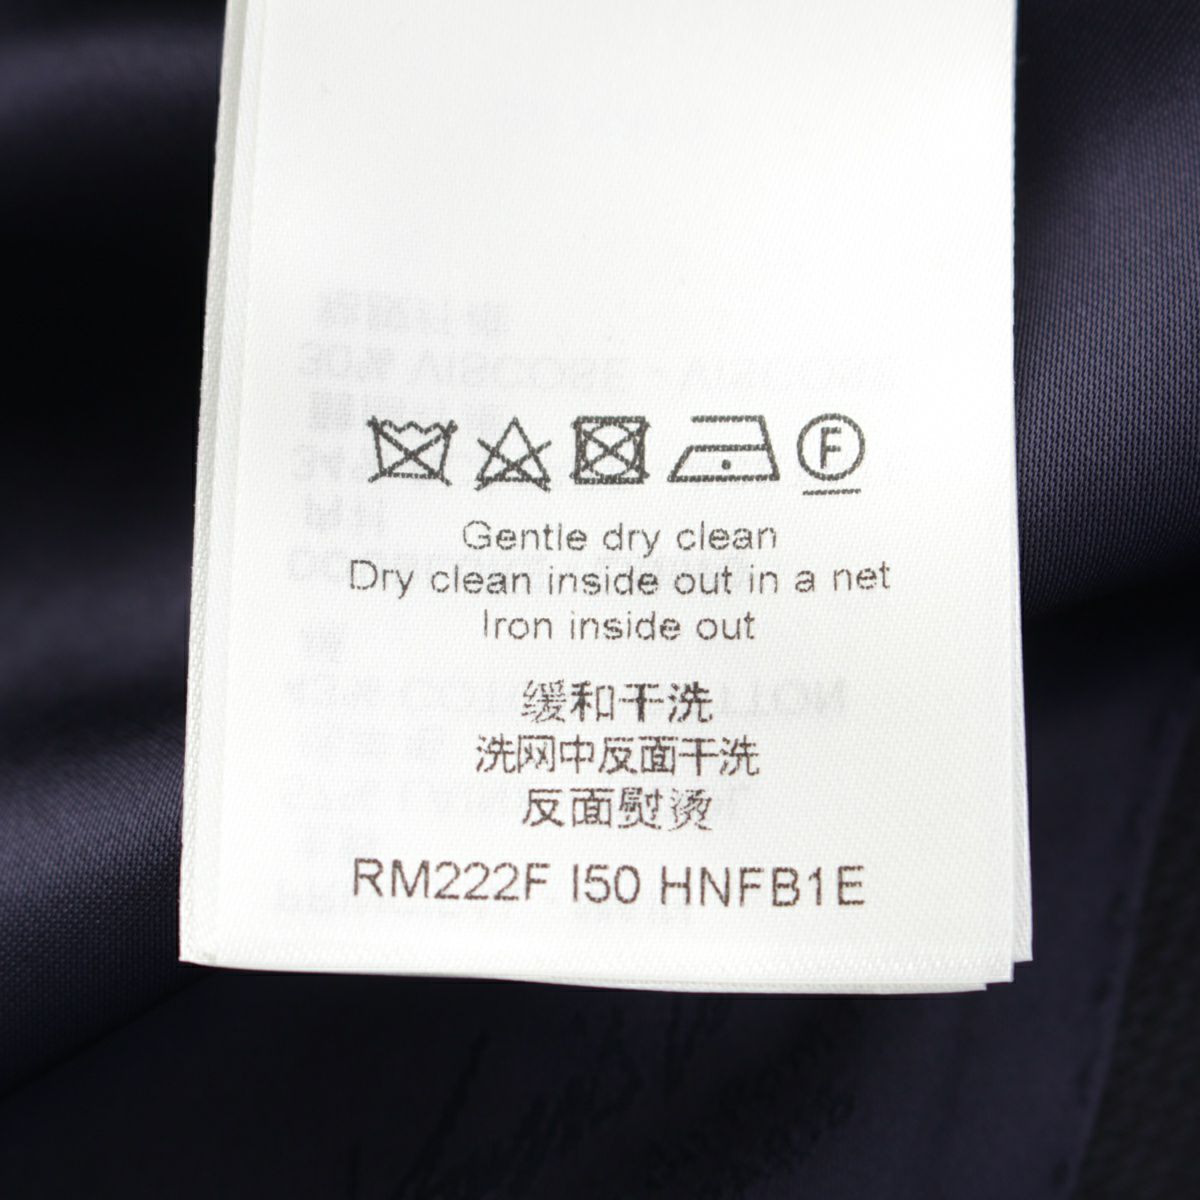 F
Gentle dry clean
Dry clean inside out in a net
Iron inside out
缓和干洗
洗网中反面干洗
反面熨烫
RM222F I50 HNFB1E